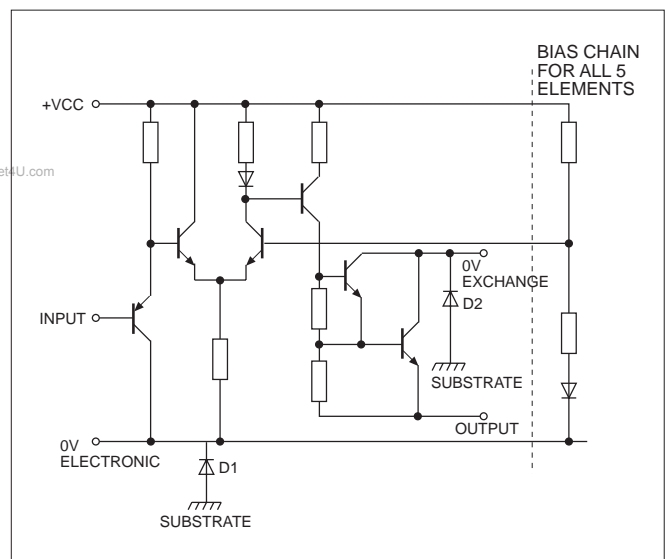 BIAS CHAIN
FOR ALL 5
ELEMENTS
+VCC
et4U.com
0V
EXCHANGE
D2
INPUT
SUBSTRATE
OUTPUT
0V
ELECTRONIC
D1
SUBSTRATE